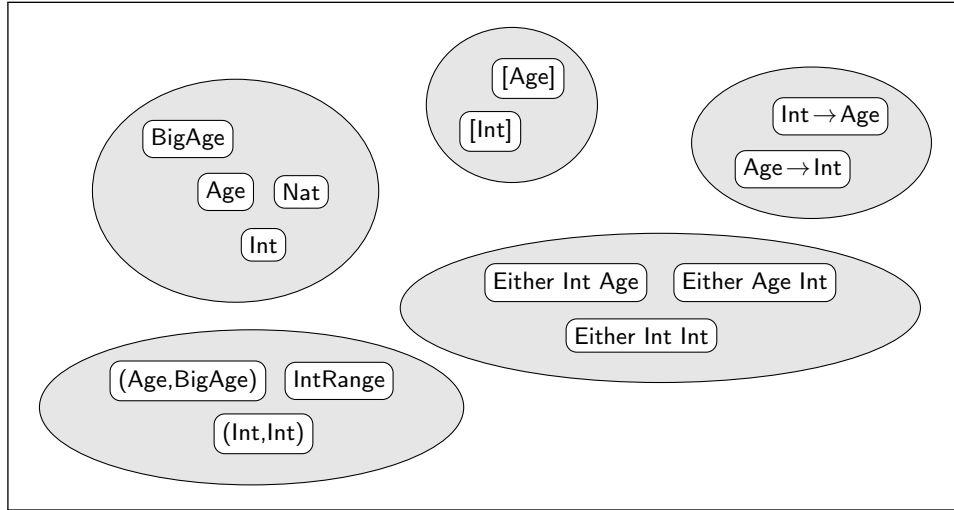 [Age]
[Int]
Int→Age
Age→Int
BigAge
Age Nat
Int
Either Int Age Either Age Int
Either Int Int
(Age,BigAge) IntRange
(Int,Int)